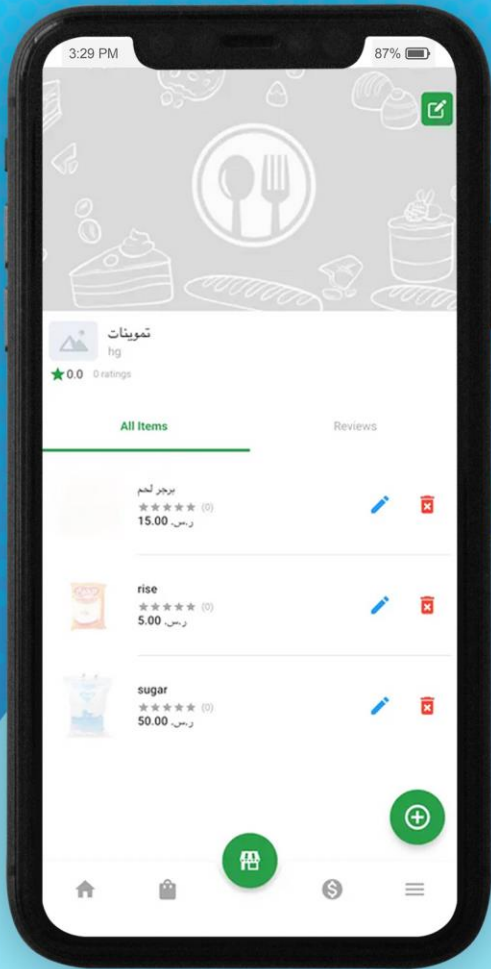 3:29 PM
87%
تموينات
hg
0.0 0 ratings
All Items
Reviews
برجر لحم
(0)
ر.س. 15.00
rise
(0)
ر.س. 5.00
sugar
(0)
ر.س. 50.00